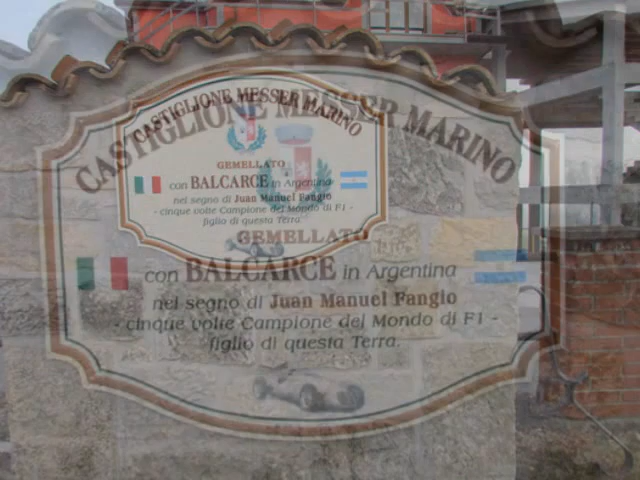 CASTIGLIONE MESSER MARINO
GEMELLATO
con BALCARCE in Argentina
nel segno di Juan Manuel Fangio
- cinque volte Campione del Mondo di F1 -
figlio di questa Terra.
CASTIGLIONE MESSER MARINO
GEMELLATO
con BALCARCE in Argentina
nel segno di Juan Manuel Fangio
- cinque volte Campione del Mondo di F1 -
figlio di questa Terra.